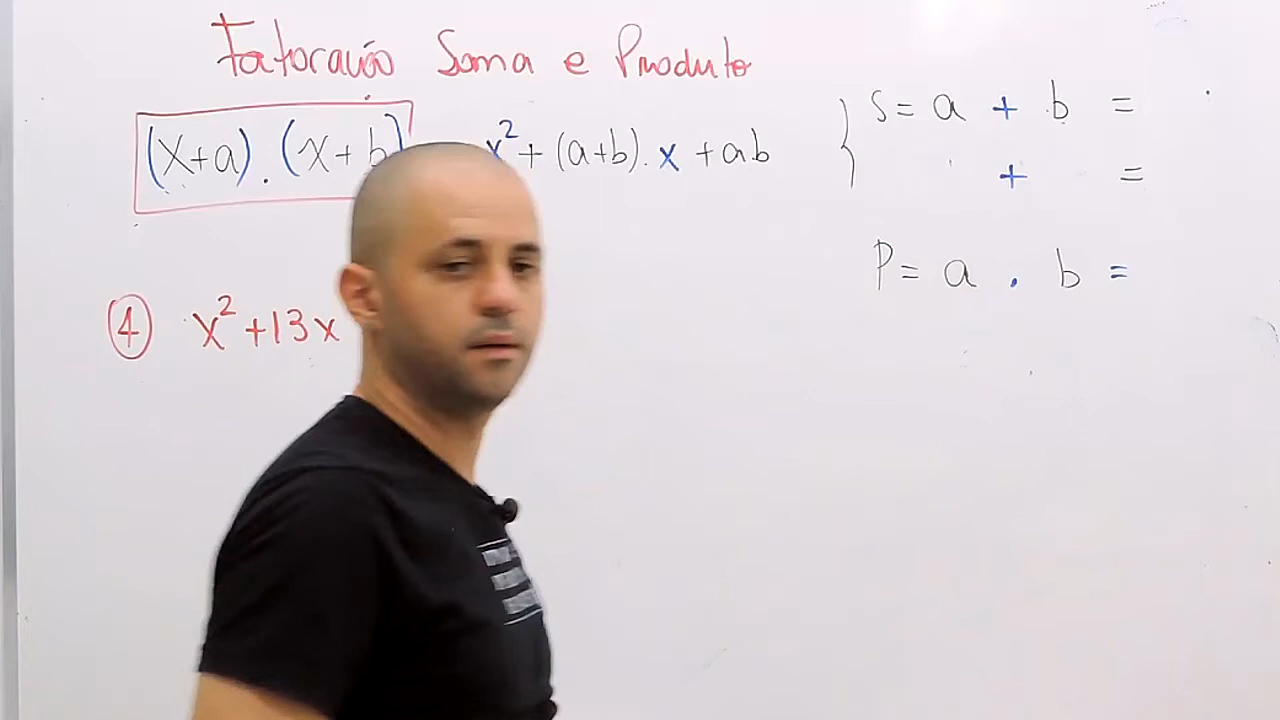 Fatoração Soma e Produto
(x+a).(x+b) x²+(a+b).x+ab
S=a+b=
+ =
P=a.b=
④ x²+13x